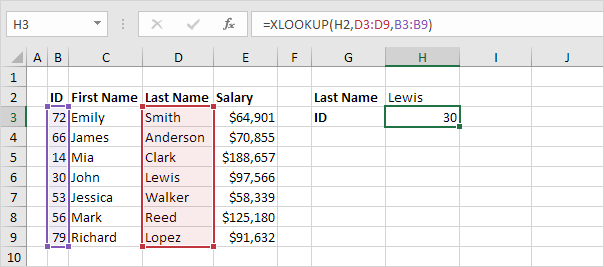 H3 fx =XLOOKUP(H2,D3:D9,B3:B9)
A B C D E F G H I J
1
2 ID First Name Last Name Salary Last Name Lewis
3 72 Emily Smith $64,901 ID 30
4 66 James Anderson $70,855
5 14 Mia Clark $188,657
6 30 John Lewis $97,566
7 53 Jessica Walker $58,339
8 56 Mark Reed $125,180
9 79 Richard Lopez $91,632
10